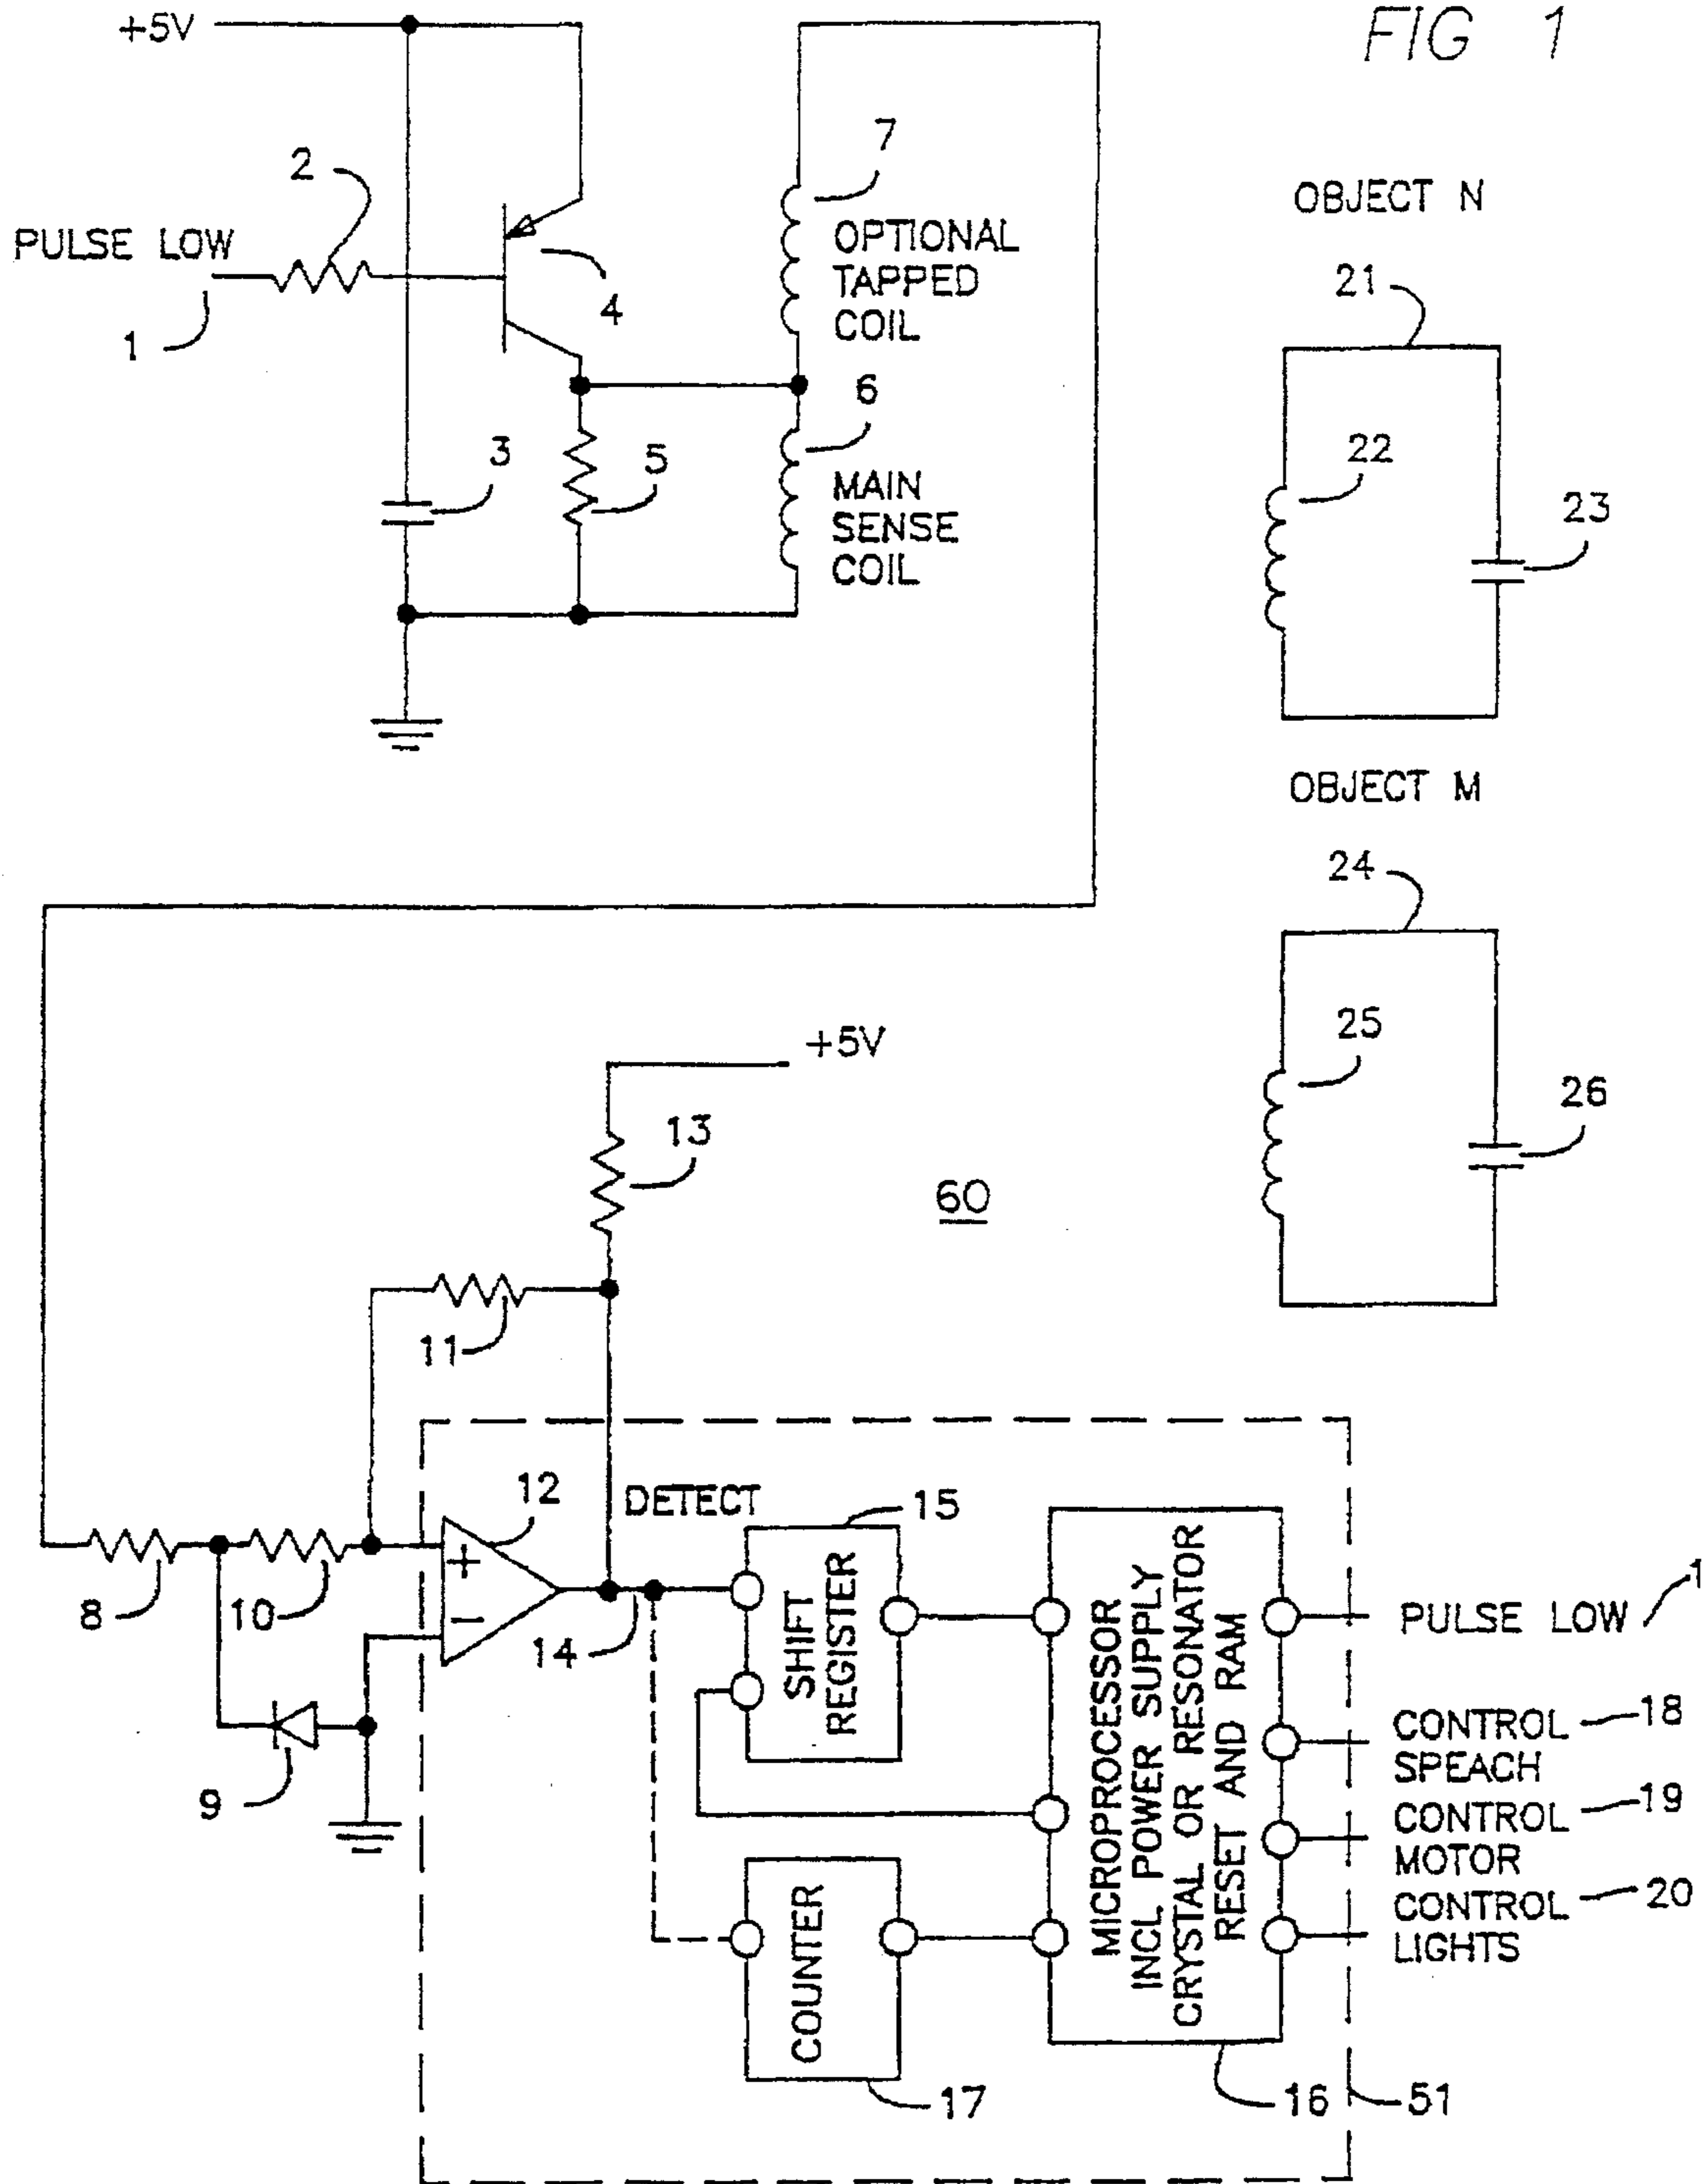 FIG 1
+5V
2
7
OBJECT N
PULSE LOW
OPTIONAL
TAPPED
COIL
4
1
21
6
3
5
22
MAIN
SENSE
COIL
23
OBJECT M
24
+5V
25
13
26
60
11
12
DETECT
15
+
−
8
10
14
SHIFT
REGISTER
MICROPROCESSOR
INCL POWER SUPPLY
CRYSTAL OR RESONATOR
RESET AND RAM
PULSE LOW
1
CONTROL
SPEACH
18
9
CONTROL
MOTOR
19
CONTROL
LIGHTS
20
COUNTER
17
16
51